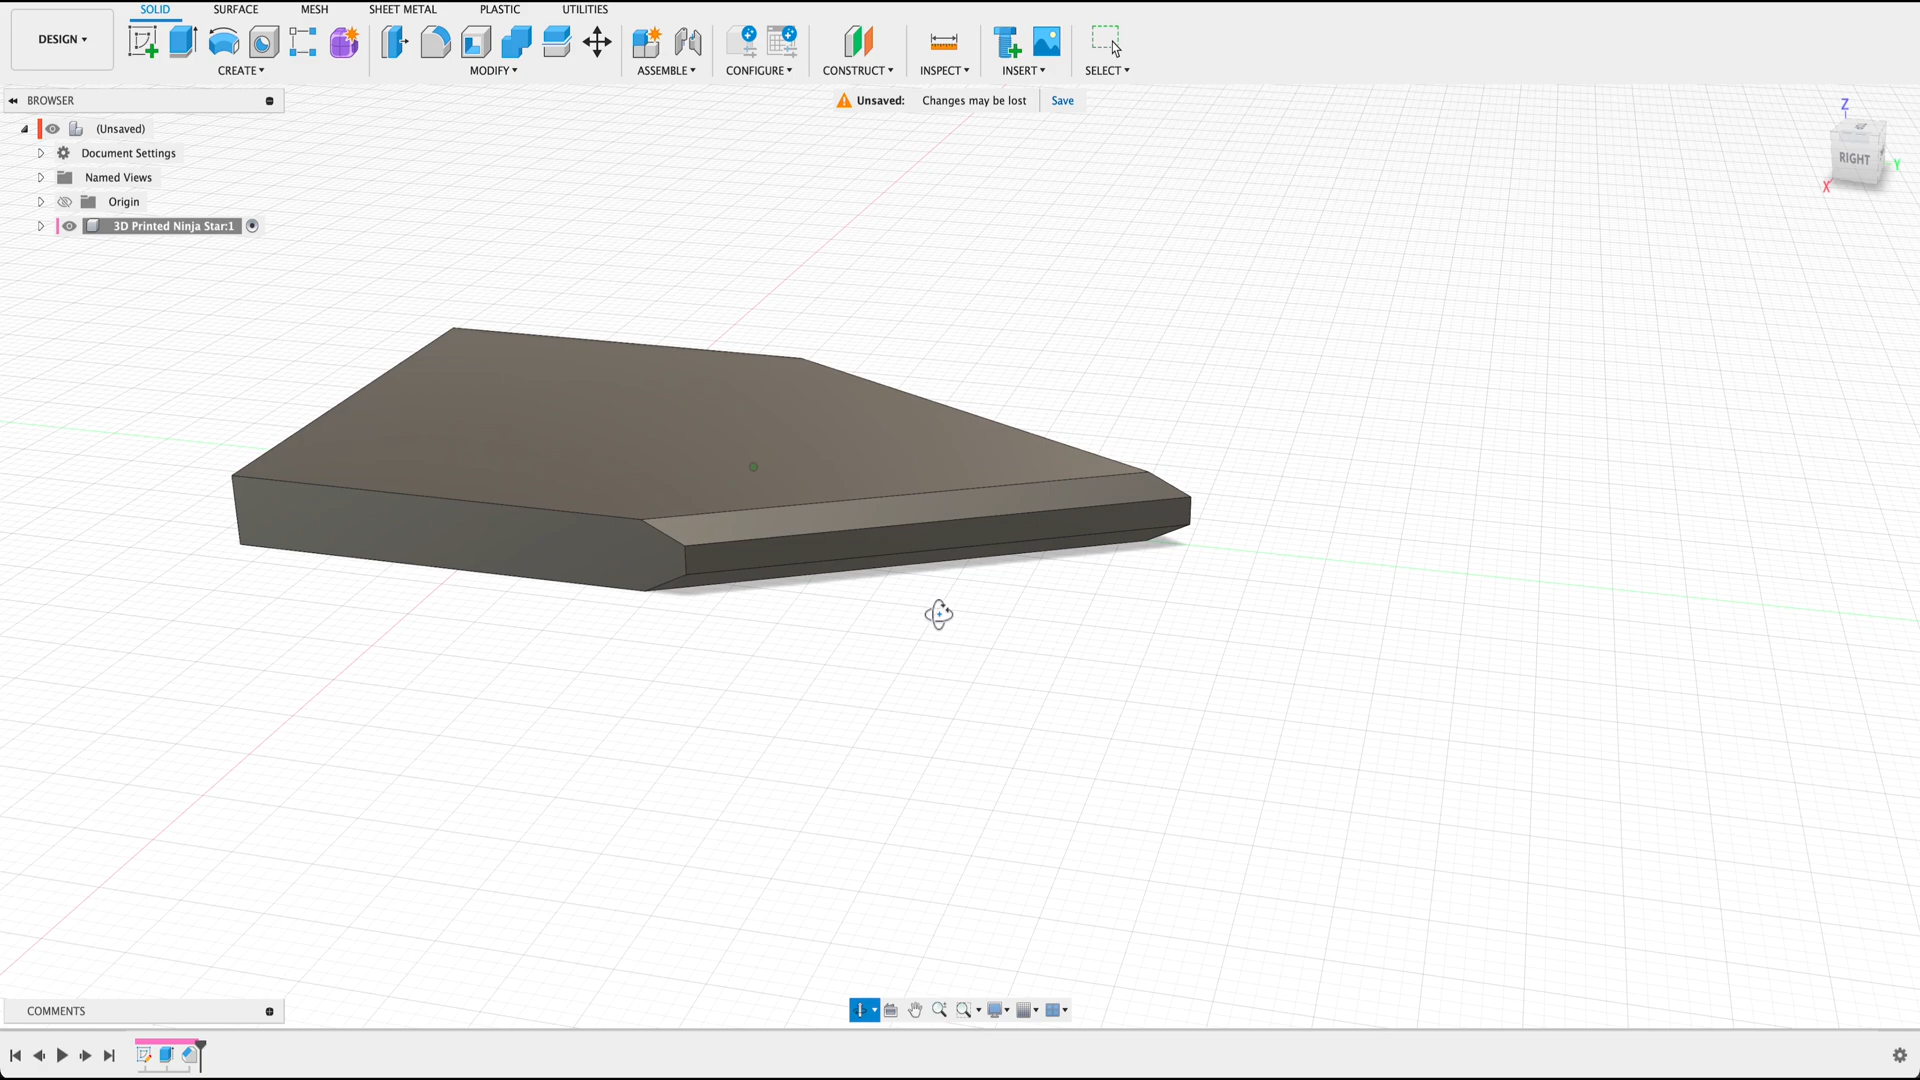 SOLID SURFACE MESH SHEET METAL PLASTIC UTILITIES
DESIGN
CREATE MODIFY ASSEMBLE CONFIGURE CONSTRUCT INSPECT INSERT SELECT
BROWSER
Unsaved: Changes may be lost Save
(Unsaved)
Document Settings
Named Views
Origin
3D Printed Ninja Star:1
Z
RIGHT
Y
X
COMMENTS